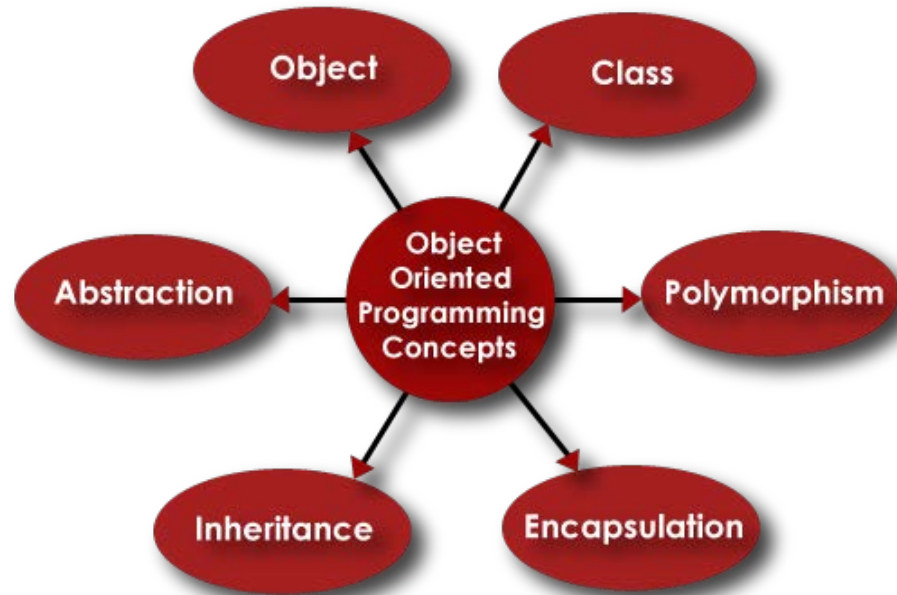 Object
Class
Object
Oriented
Programming
Concepts
Abstraction
Polymorphism
Inheritance
Encapsulation